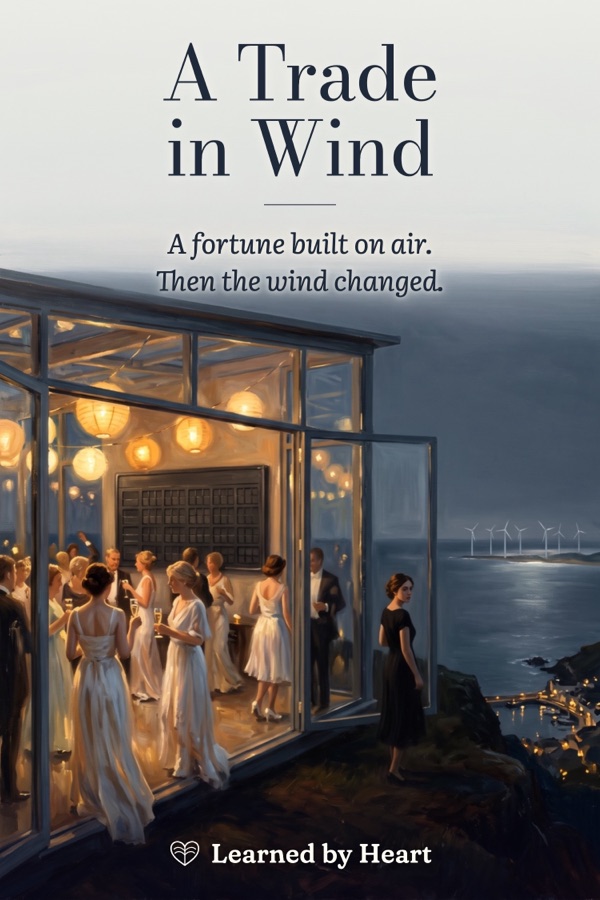 A Trade
in Wind
A fortune built on air.
Then the wind changed.
Learned by Heart